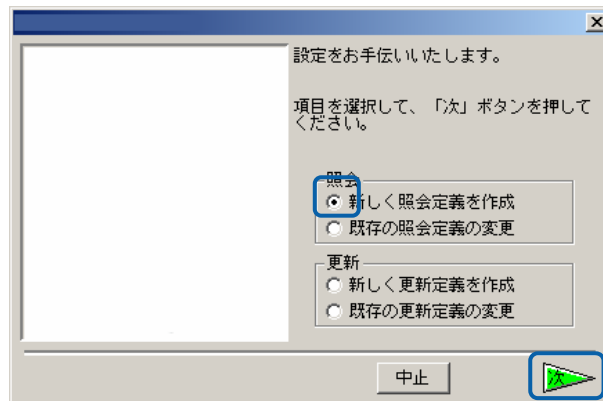 設定をお手伝いいたします。
項目を選択して、「次」ボタンを押して
ください。
照会
新しく照会定義を作成
既存の照会定義の変更
更新
新しく更新定義を作成
既存の更新定義の変更
中止
次